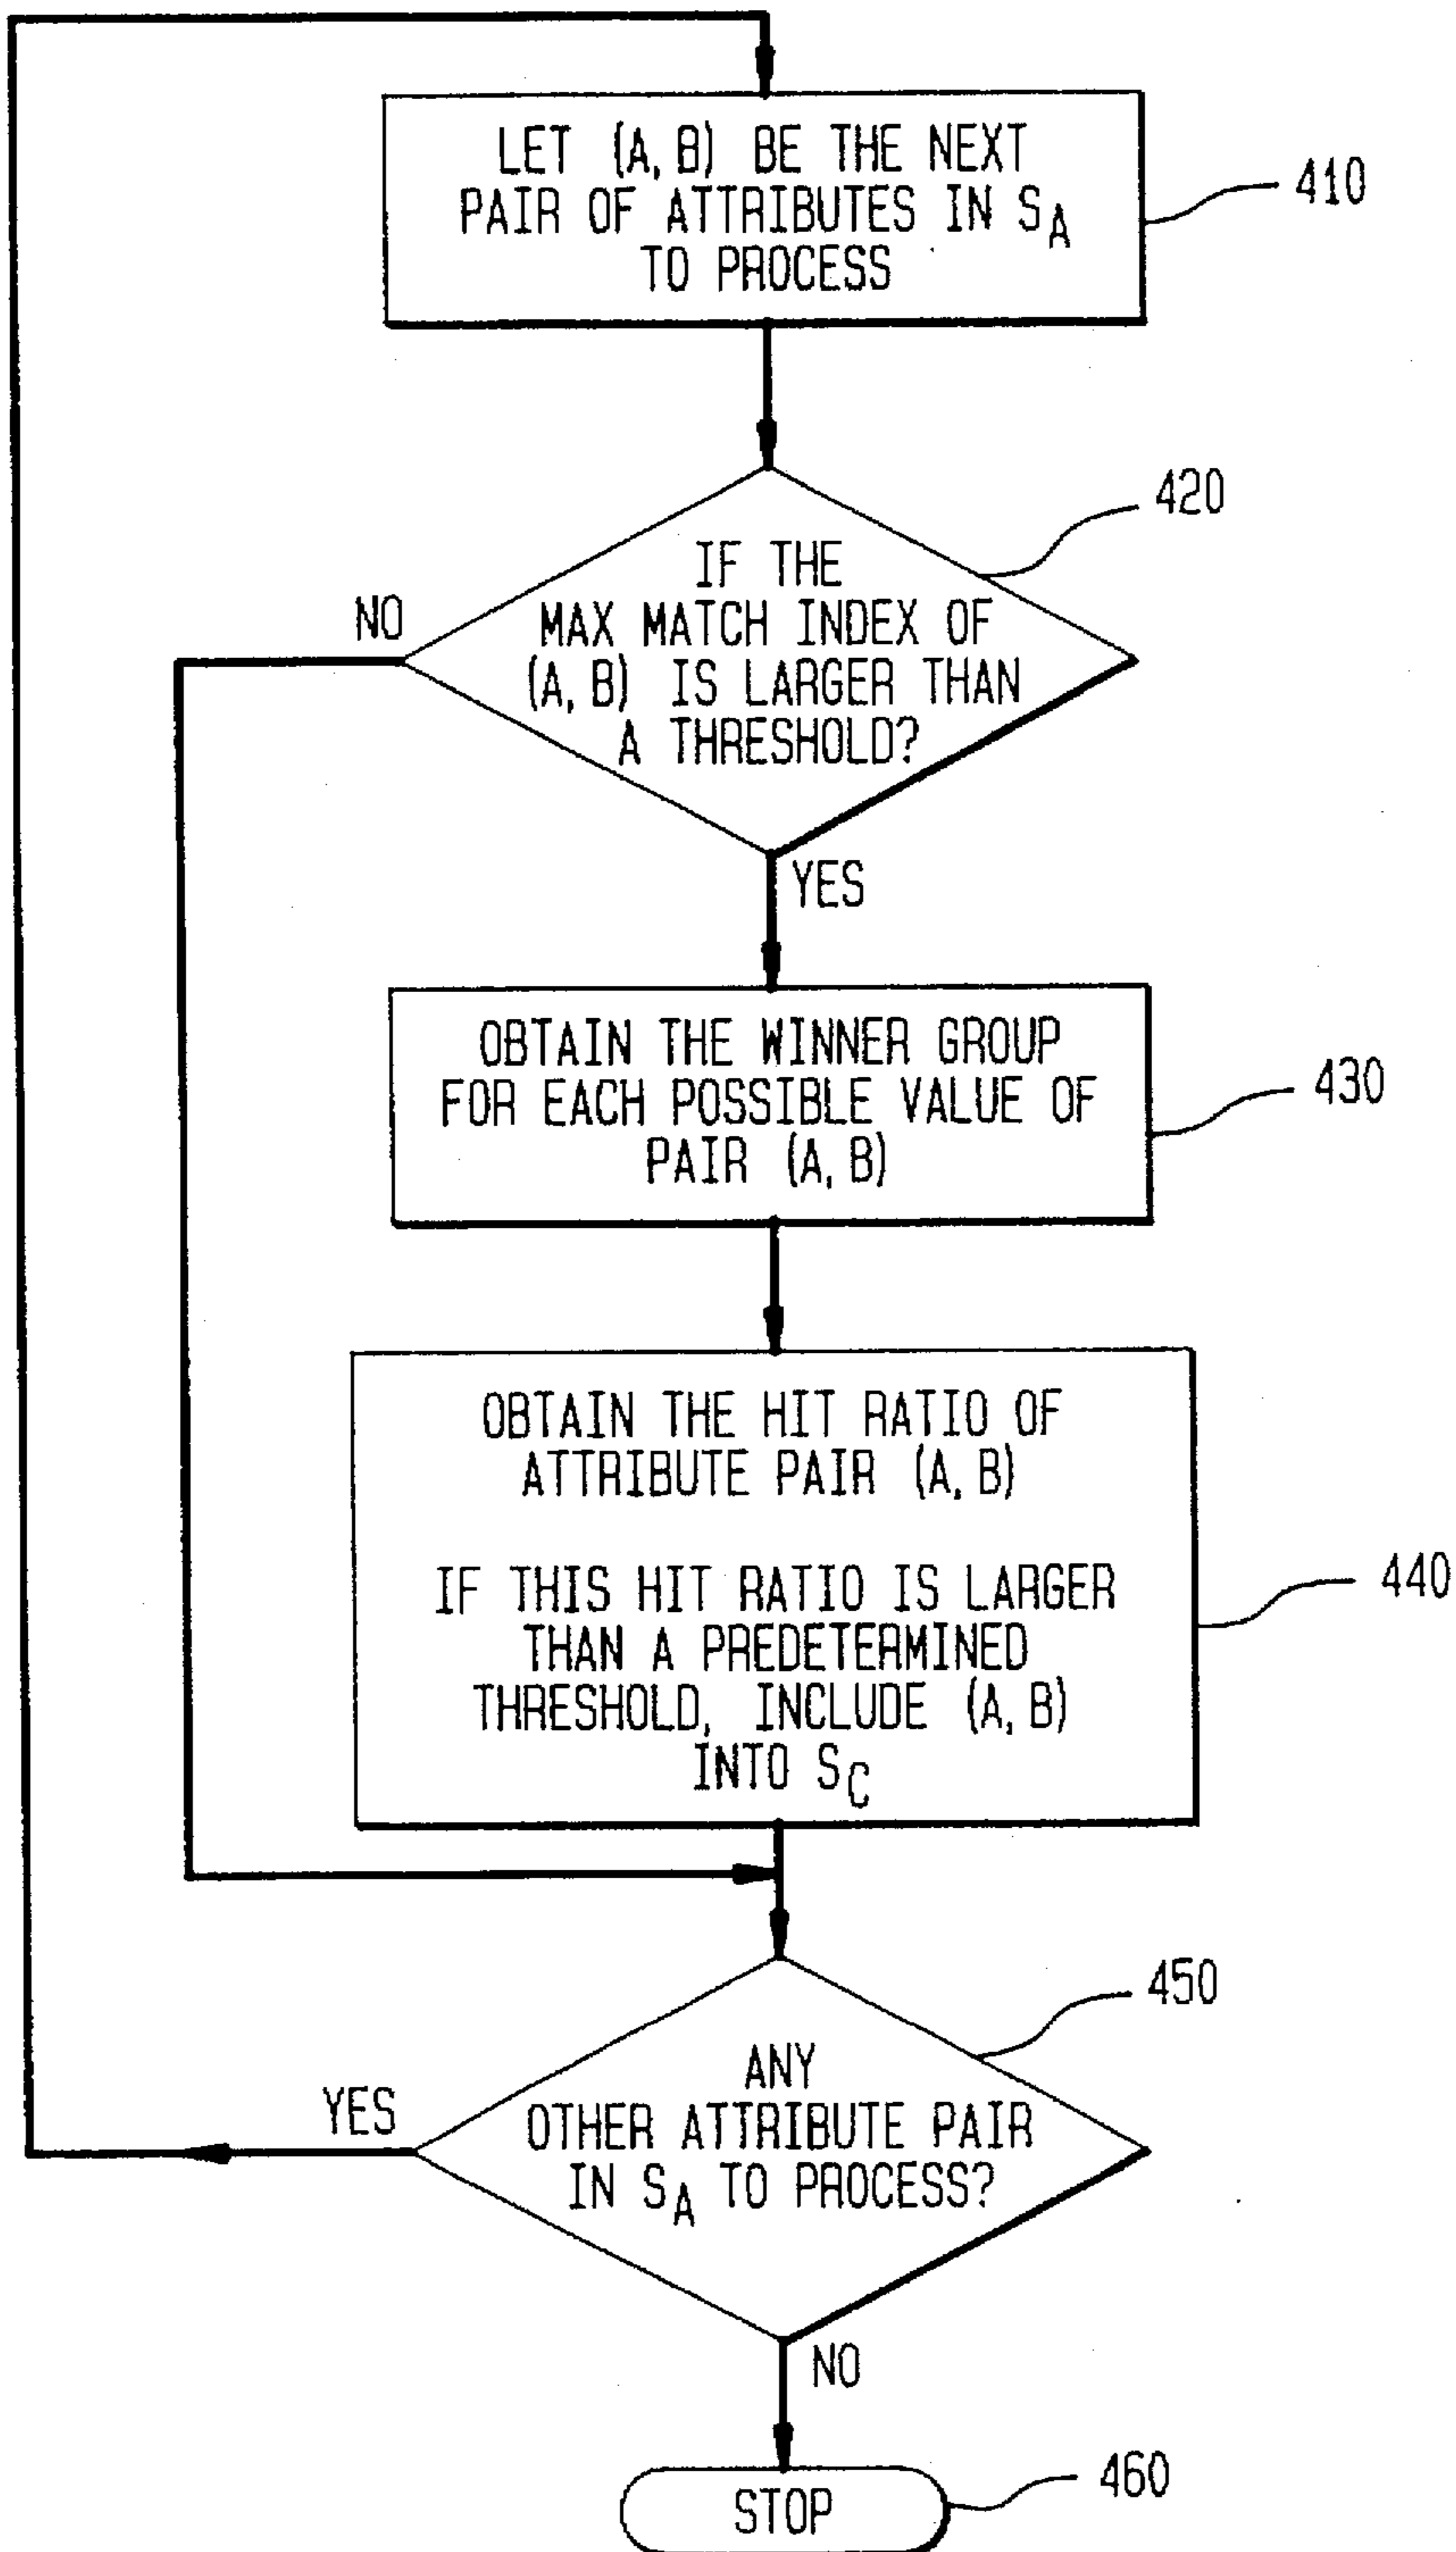 LET (A, B) BE THE NEXT
PAIR OF ATTRIBUTES IN S_A
TO PROCESS
410
420
IF THE
MAX MATCH INDEX OF
(A, B) IS LARGER THAN
A THRESHOLD?
NO
YES
OBTAIN THE WINNER GROUP
FOR EACH POSSIBLE VALUE OF
PAIR (A, B)
430
OBTAIN THE HIT RATIO OF
ATTRIBUTE PAIR (A, B)
IF THIS HIT RATIO IS LARGER
THAN A PREDETERMINED
THRESHOLD, INCLUDE (A, B)
INTO S_C
440
450
ANY
OTHER ATTRIBUTE PAIR
IN S_A TO PROCESS?
YES
NO
STOP
460